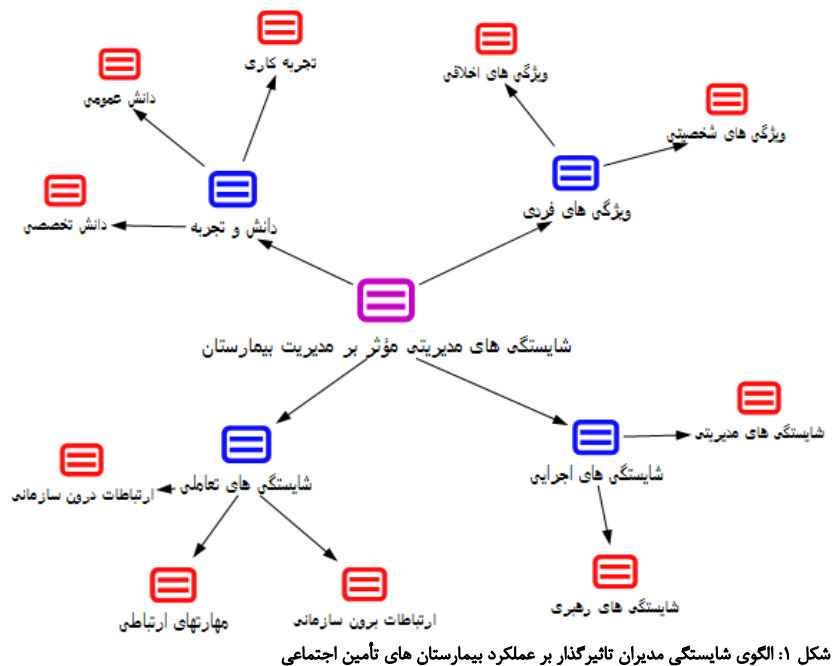 تجربه کاری
ویژگی های اخلاقی
دانش عمومی
ویژگی های شخصیتی
ویژگی های فردی
دانش و تجربه
دانش تخصصی
شایستگی های مدیریتی مؤثر بر مدیریت بیمارستان
شایستگی های مدیریتی
شایستگی های اجرایی
شایستگی های تعاملی
ارتباطات درون سازمانی
شایستگی های رهبری
ارتباطات برون سازمانی
مهارتهای ارتباطی
شکل ۱: الگوی شایستگی مدیران تاثیرگذار بر عملکرد بیمارستان های تأمین اجتماعی